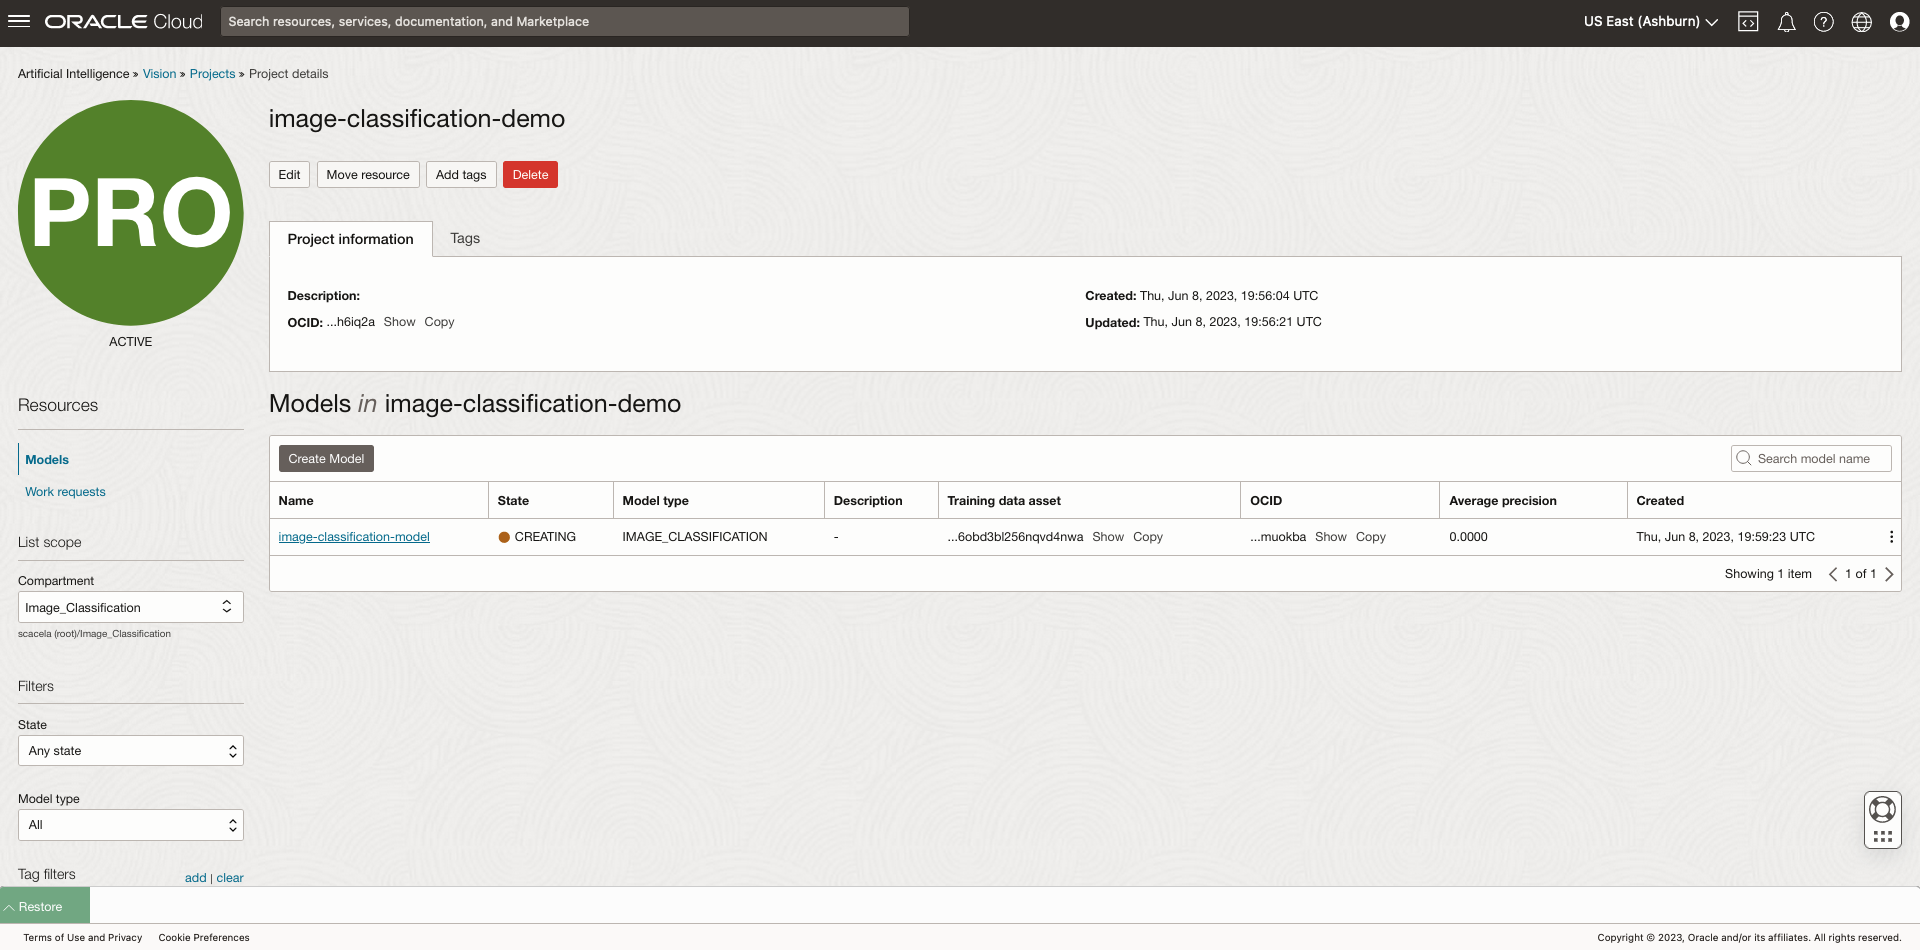 ORACLE Cloud
Search resources, services, documentation, and Marketplace
US East (Ashburn)
Artificial Intelligence » Vision » Projects » Project details
PRO
ACTIVE
image-classification-demo
Edit Move resource Add tags Delete
Project information Tags
Description:
OCID: ...h6iq2a Show Copy
Created: Thu, Jun 8, 2023, 19:56:04 UTC
Updated: Thu, Jun 8, 2023, 19:56:21 UTC
Resources
Models
Work requests
List scope
Compartment
Image_Classification
scacela (root)/Image_Classification
Filters
State
Any state
Model type
All
Tag filters add | clear
Models in image-classification-demo
Create Model Search model name
Name State Model type Description Training data asset OCID Average precision Created
image-classification-model CREATING IMAGE_CLASSIFICATION - ...6obd3bl256nqvd4nwa Show Copy ...muokba Show Copy 0.0000 Thu, Jun 8, 2023, 19:59:23 UTC
Showing 1 item 1 of 1
Restore
Terms of Use and Privacy Cookie Preferences
Copyright © 2023, Oracle and/or its affiliates. All rights reserved.